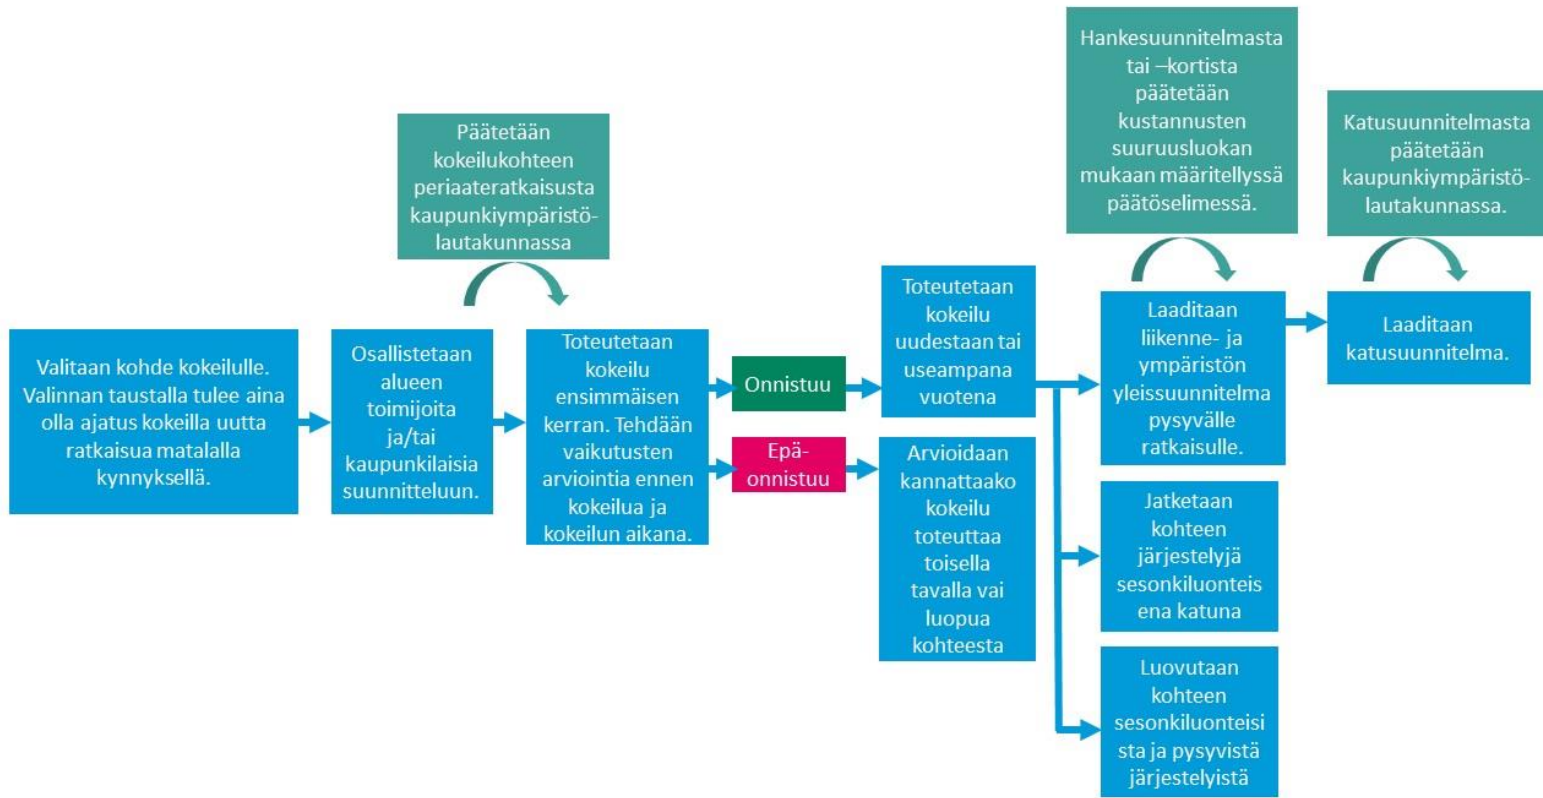 Valitaan kohde kokeilulle.
Valinnan taustalla tulee aina
olla ajatus kokeilla uutta
ratkaisua matalalla
kynnyksellä.
Osallistetaan
alueen
toimijoita
ja/tai
kaupunkilaisia
suunnitteluun.
Päätetään
kokeilukohteen
periaateratkaisusta
kaupunkiympäristö-
lautakunnassa
Toteutetaan
kokeilu
ensimmäisen
kerran. Tehdään
vaikutusten
arviointia ennen
kokeilua ja
kokeilun aikana.
Onnistuu
Epä-
onnistuu
Toteutetaan
kokeilu
uudestaan tai
useampana
vuotena
Arvioidaan
kannattaako
kokeilu
toteuttaa
toisella
tavalla vai
luopua
kohteesta
Hankesuunnitelmasta
tai –kortista
päätetään
kustannusten
suuruusluokan
mukaan määritellyssä
päätöselimessä.
Laaditaan
liikenne- ja
ympäristön
yleissuunnitelma
pysyvälle
ratkaisulle.
Jatketaan
kohteen
järjestelyjä
sesonkiluonteis
ena katuna
Luovutaan
kohteen
sesonkiluonteisi
sta ja pysyvistä
järjestelyistä
Katusuunnitelmasta
päätetään
kaupunkiympäristö-
lautakunnassa.
Laaditaan
katusuunnitelma.